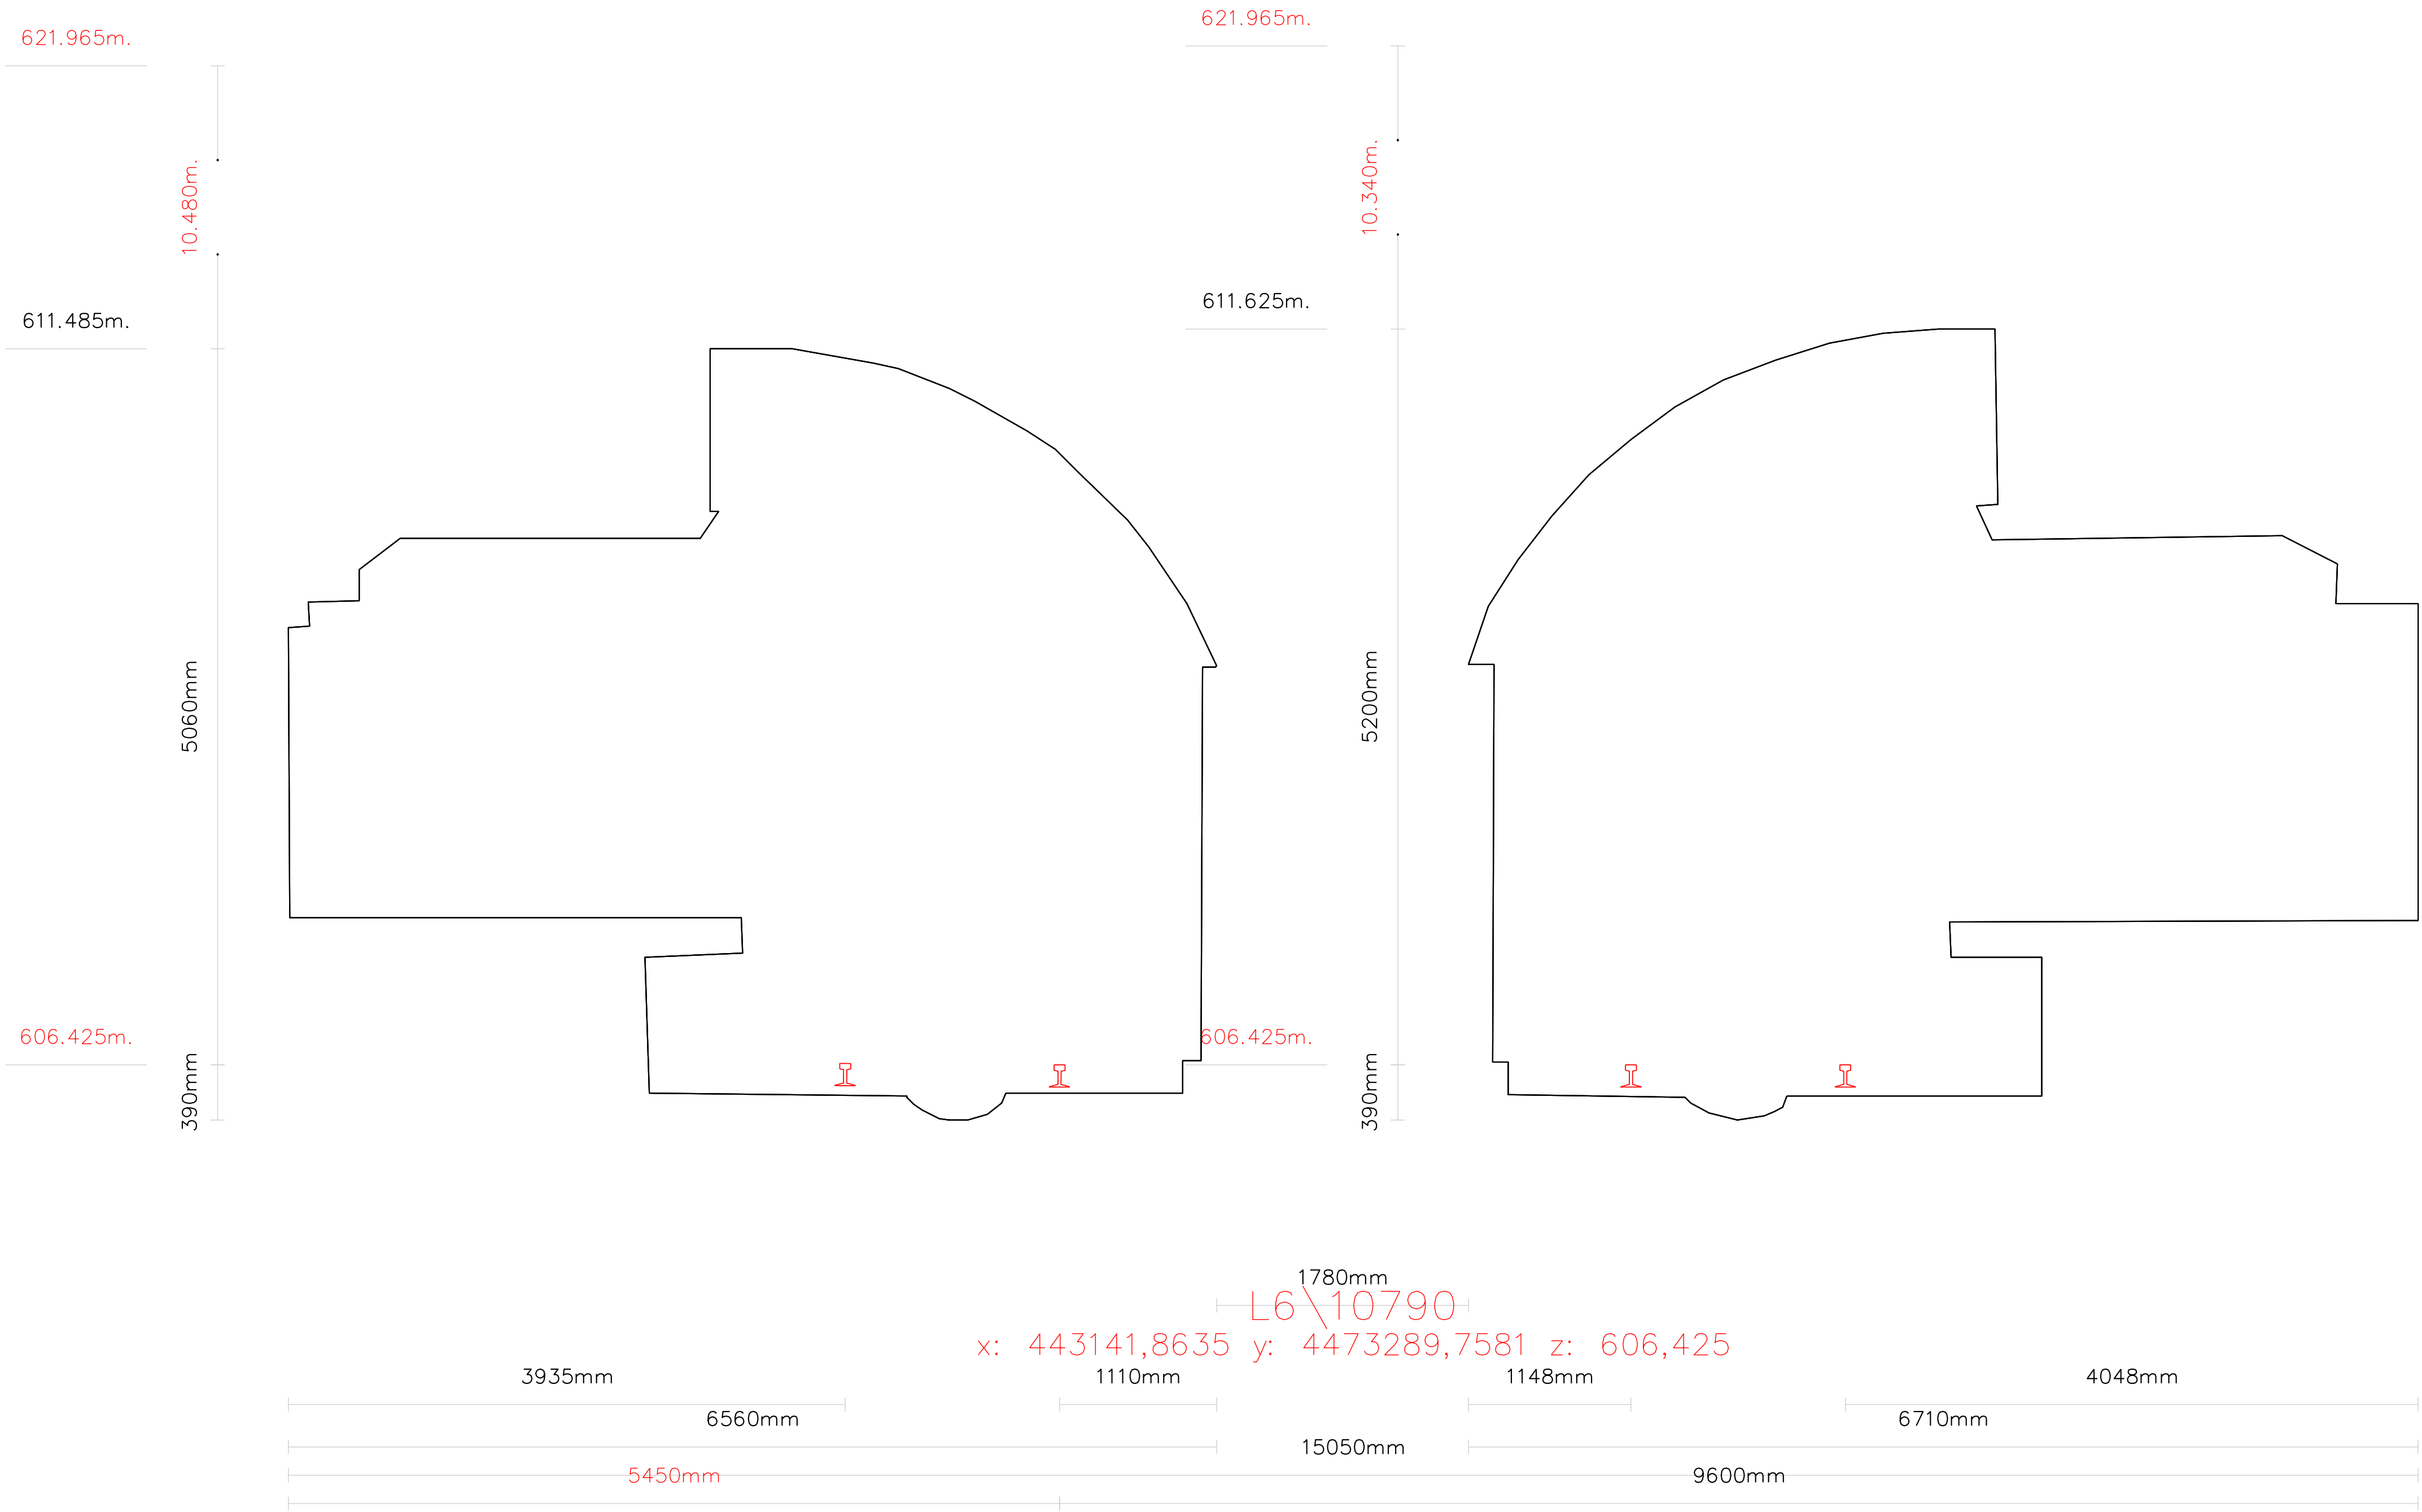 621.965m.
621.965m.
10.480m.
10.340m.
611.485m.
611.625m.
5060mm
5200mm
606.425m.
606.425m.
390mm
390mm
1780mm
L6\10790
x: 443141,8635 y: 4473289,7581 z: 606,425
3935mm
1110mm
1148mm
4048mm
6560mm
6710mm
15050mm
5450mm
9600mm